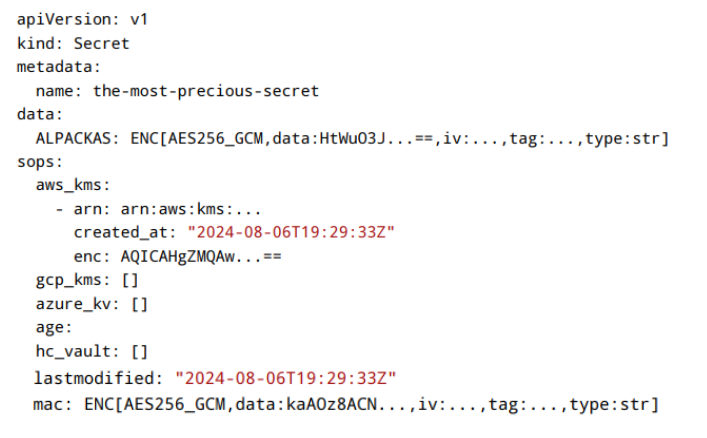 apiVersion: v1
kind: Secret
metadata:
  name: the-most-precious-secret
data:
  ALPACKAS: ENC[AES256_GCM,data:HtWuO3J...==,iv:...,tag:...,type:str]
sops:
  aws_kms:
    - arn: arn:aws:kms:...
      created_at: "2024-08-06T19:29:33Z"
      enc: AQICAHgZMQAw...==
  gcp_kms: []
  azure_kv: []
  age:
  hc_vault: []
  lastmodified: "2024-08-06T19:29:33Z"
  mac: ENC[AES256_GCM,data:kaAOz8ACN...,iv:...,tag:...,type:str]